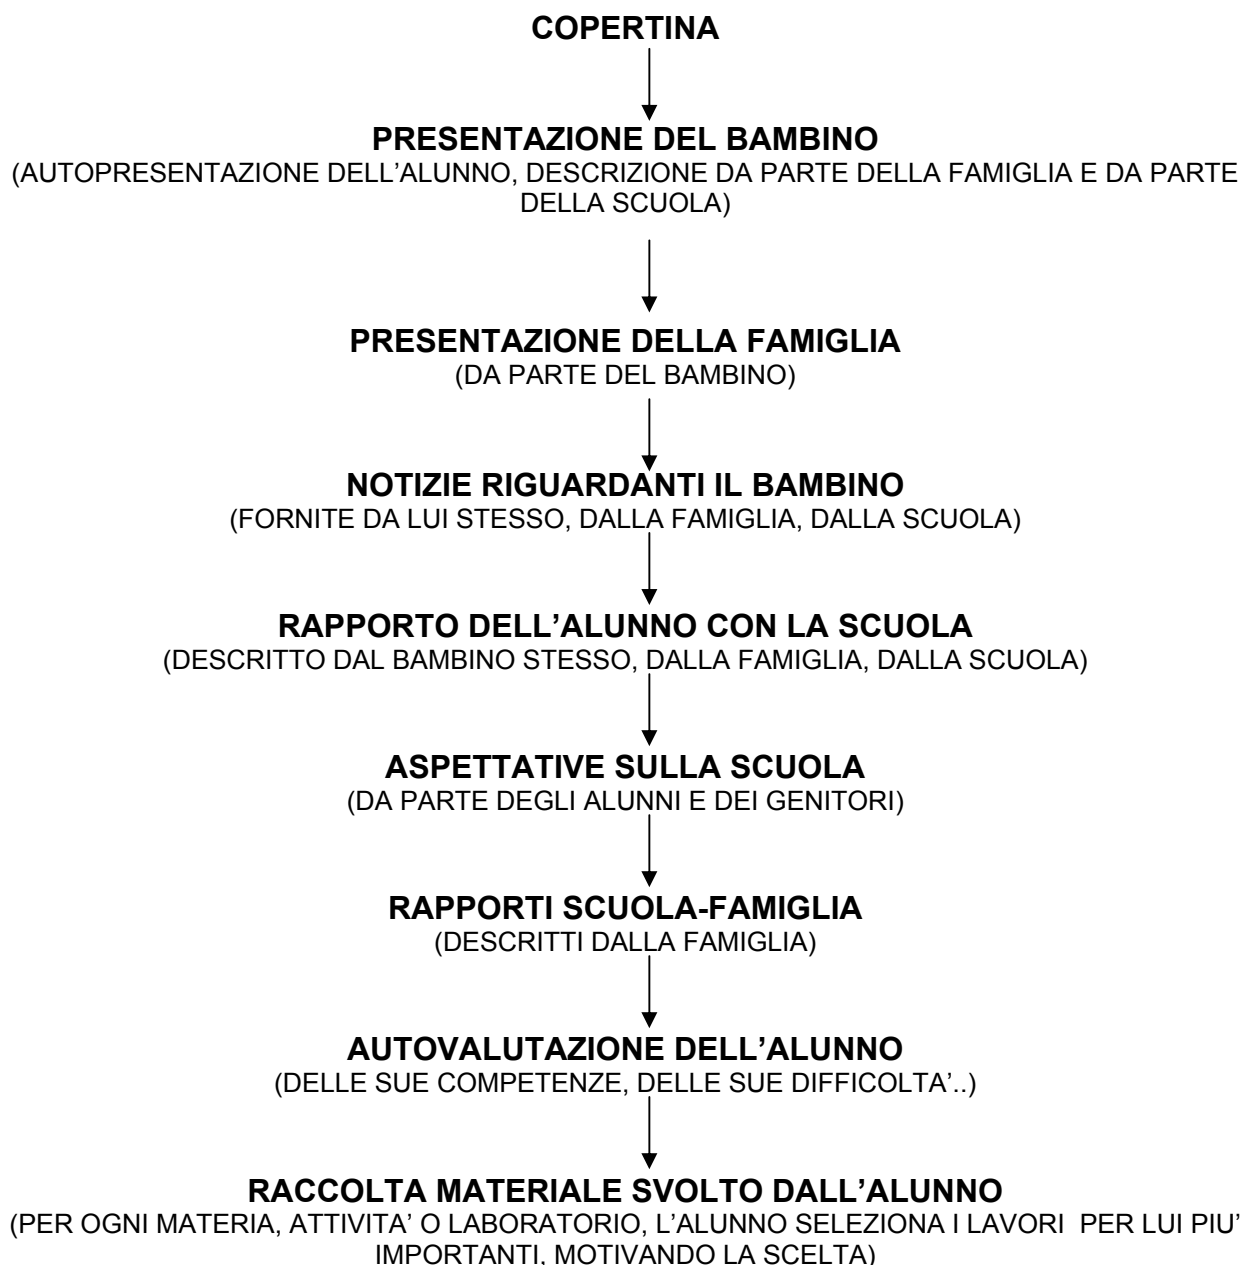 COPERTINA
PRESENTAZIONE DEL BAMBINO
(AUTOPRESENTAZIONE DELL’ALUNNO, DESCRIZIONE DA PARTE DELLA FAMIGLIA E DA PARTE
DELLA SCUOLA)
PRESENTAZIONE DELLA FAMIGLIA
(DA PARTE DEL BAMBINO)
NOTIZIE RIGUARDANTI IL BAMBINO
(FORNITE DA LUI STESSO, DALLA FAMIGLIA, DALLA SCUOLA)
RAPPORTO DELL’ALUNNO CON LA SCUOLA
(DESCRITTO DAL BAMBINO STESSO, DALLA FAMIGLIA, DALLA SCUOLA)
ASPETTATIVE SULLA SCUOLA
(DA PARTE DEGLI ALUNNI E DEI GENITORI)
RAPPORTI SCUOLA-FAMIGLIA
(DESCRITTI DALLA FAMIGLIA)
AUTOVALUTAZIONE DELL’ALUNNO
(DELLE SUE COMPETENZE, DELLE SUE DIFFICOLTA’..)
RACCOLTA MATERIALE SVOLTO DALL’ALUNNO
(PER OGNI MATERIA, ATTIVITA’ O LABORATORIO, L’ALUNNO SELEZIONA I LAVORI  PER LUI PIU’
IMPORTANTI, MOTIVANDO LA SCELTA)